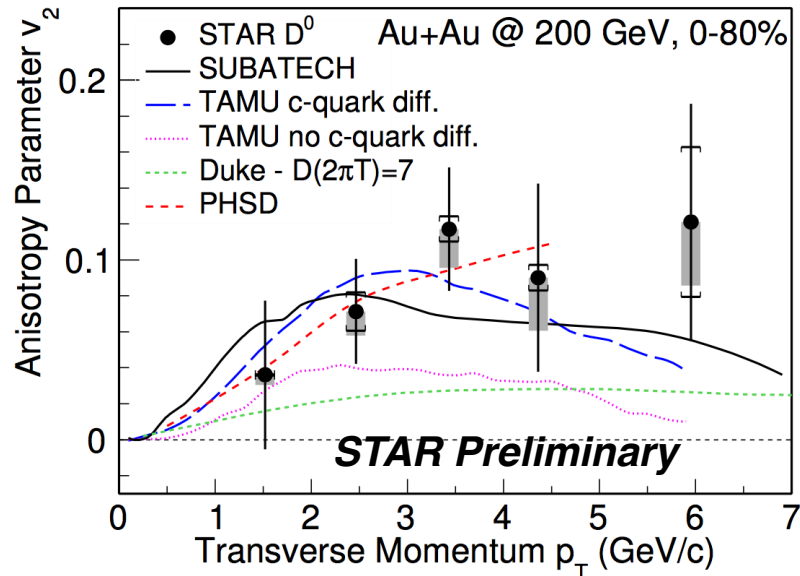 STAR D⁰ Au+Au @ 200 GeV, 0-80%
SUBATECH
TAMU c-quark diff.
TAMU no c-quark diff.
Duke - D(2πT)=7
PHSD
Anisotropy Parameter v₂
0.2
0.1
0
STAR Preliminary
0 1 2 3 4 5 6 7
Transverse Momentum p_T (GeV/c)